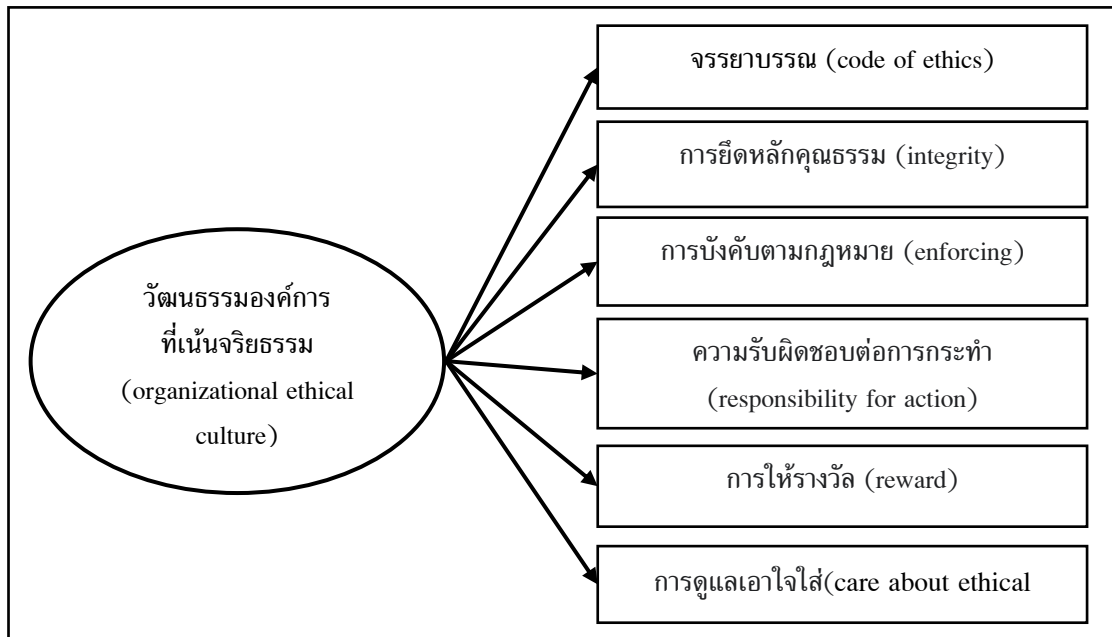 จรรยาบรรณ (code of ethics)
การยึดหลักคุณธรรม (integrity)
การบังคับตามกฎหมาย (enforcing)
วัฒนธรรมองค์การ
ที่เน้นจริยธรรม
(organizational ethical
culture)
ความรับผิดชอบต่อการกระทำ
(responsibility for action)
การให้รางวัล (reward)
การดูแลเอาใจใส่(care about ethical